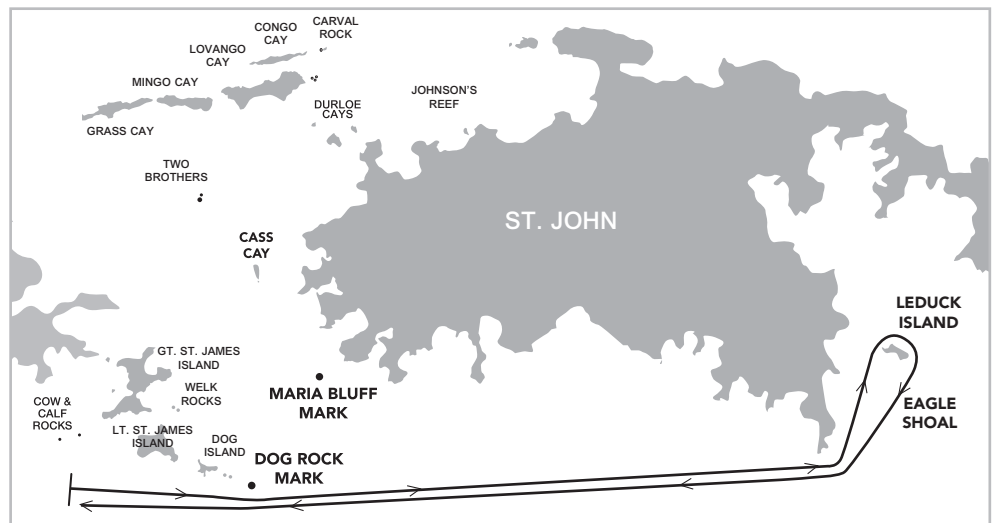 CONGO
CAY
CARVAL
ROCK
LOVANGO
CAY
MINGO CAY
GRASS CAY
DURLOE
CAYS
JOHNSON'S
REEF
TWO
BROTHERS
ST. JOHN
CASS
CAY
LEDUCK
ISLAND
GT. ST. JAMES
ISLAND
WELK
ROCKS
MARIA BLUFF
MARK
COW &
CALF
ROCKS
LT. ST. JAMES
ISLAND
DOG
ISLAND
DOG ROCK
MARK
EAGLE
SHOAL